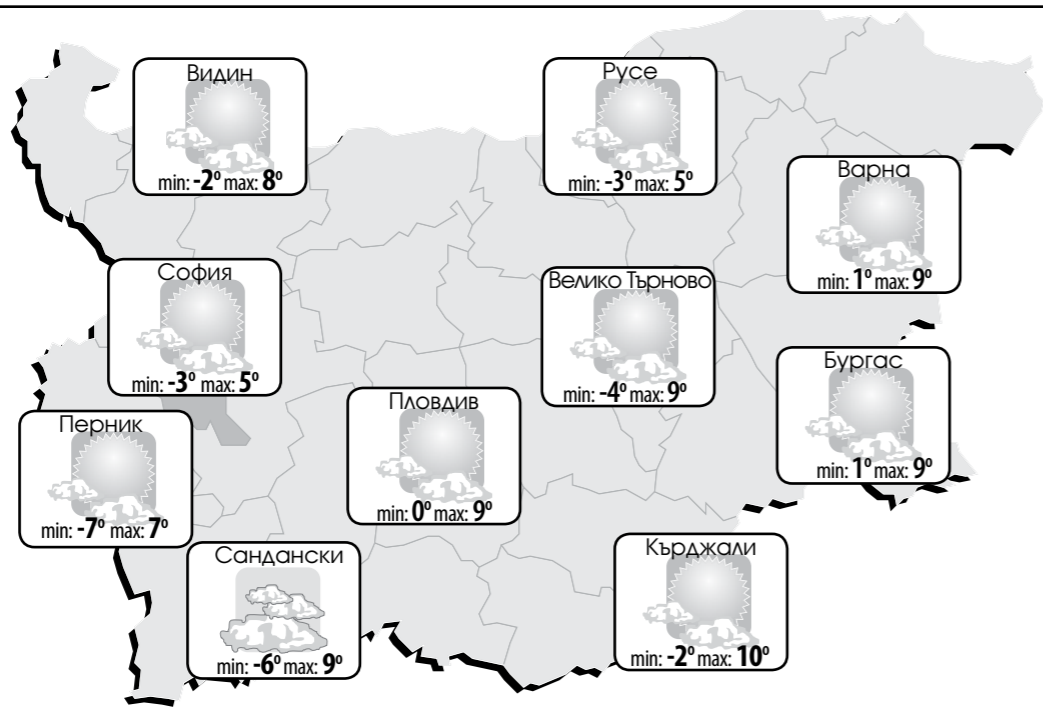 Видин
min: -2° max: 8°
Русе
min: -3° max: 5°
Варна
min: 1° max: 9°
София
min: -3° max: 5°
Велико Търново
min: -4° max: 9°
Бургас
min: 1° max: 9°
Пловдив
min: 0° max: 9°
Перник
min: -7° max: 7°
Сандански
min: -6° max: 9°
Кърджали
min: -2° max: 10°